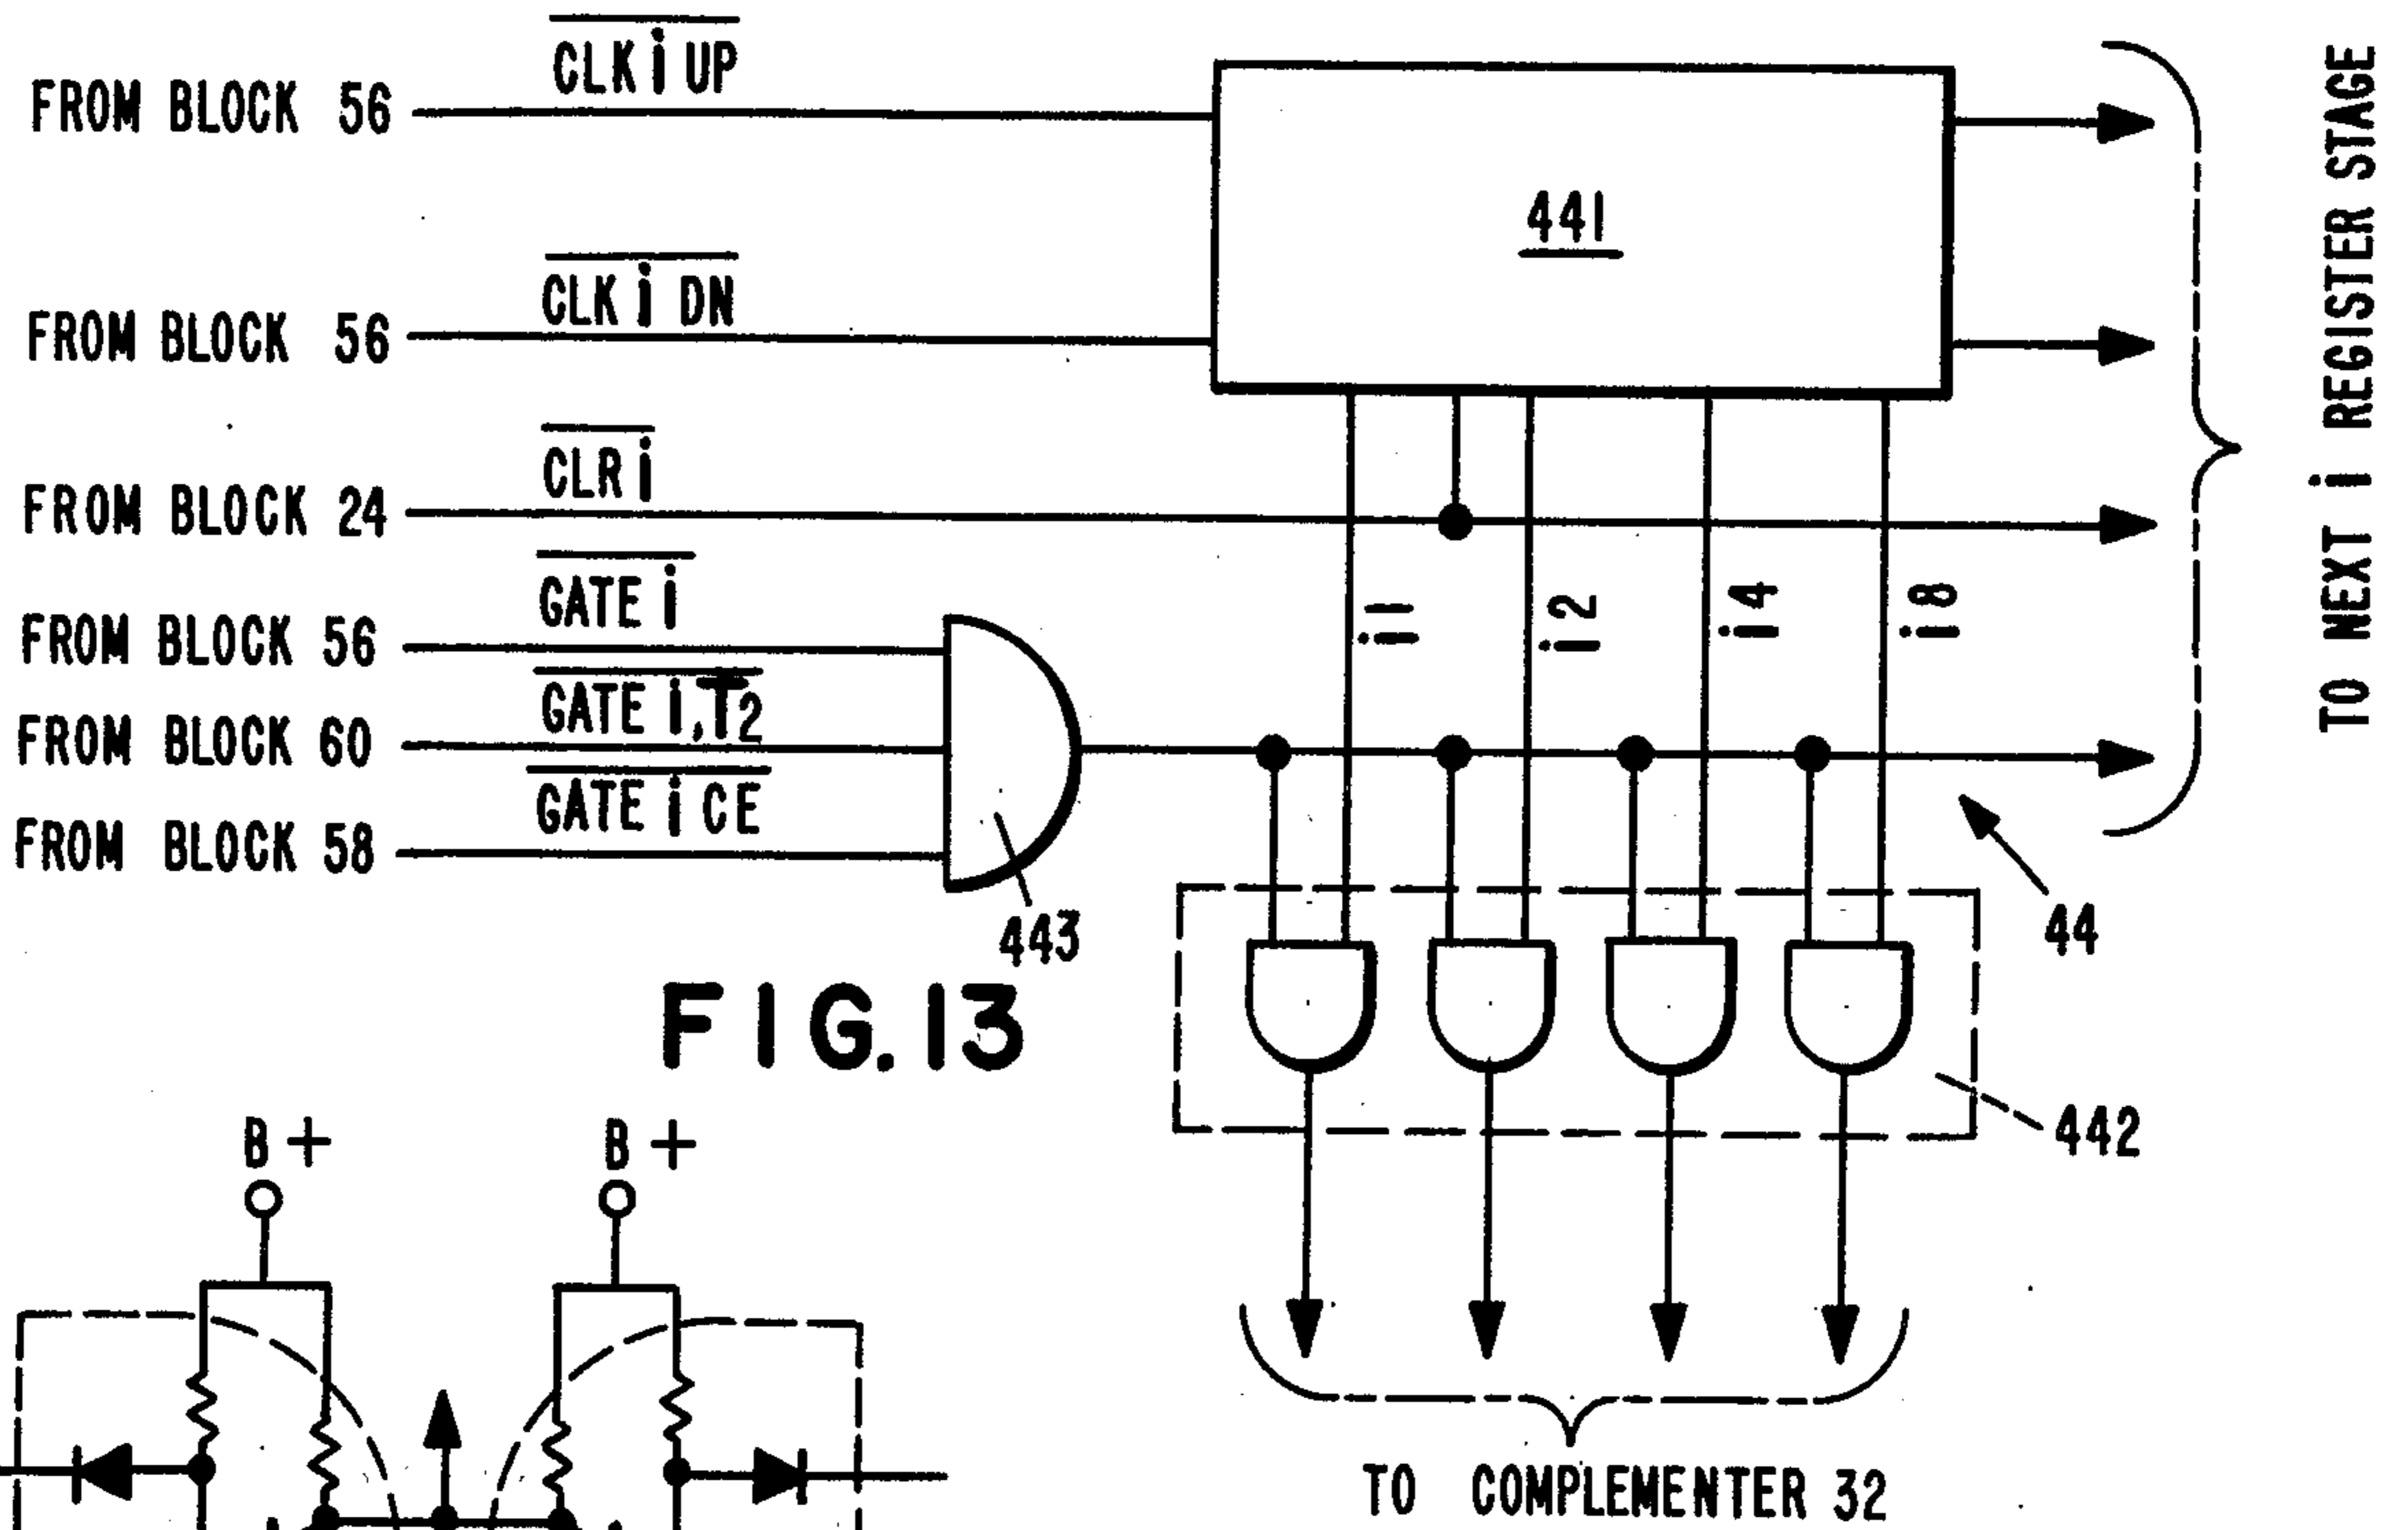 CLK i UP
FROM BLOCK 56
441
CLK i DN
FROM BLOCK 56
CLR i
FROM BLOCK 24
GATE i
FROM BLOCK 56
GATE i, T2
FROM BLOCK 60
GATE i CE
FROM BLOCK 58
443
i1
i2
i4
i8
TO NEXT i REGISTER STAGE
44
442
FIG. 13
B+
B+
TO COMPLEMENTER 32